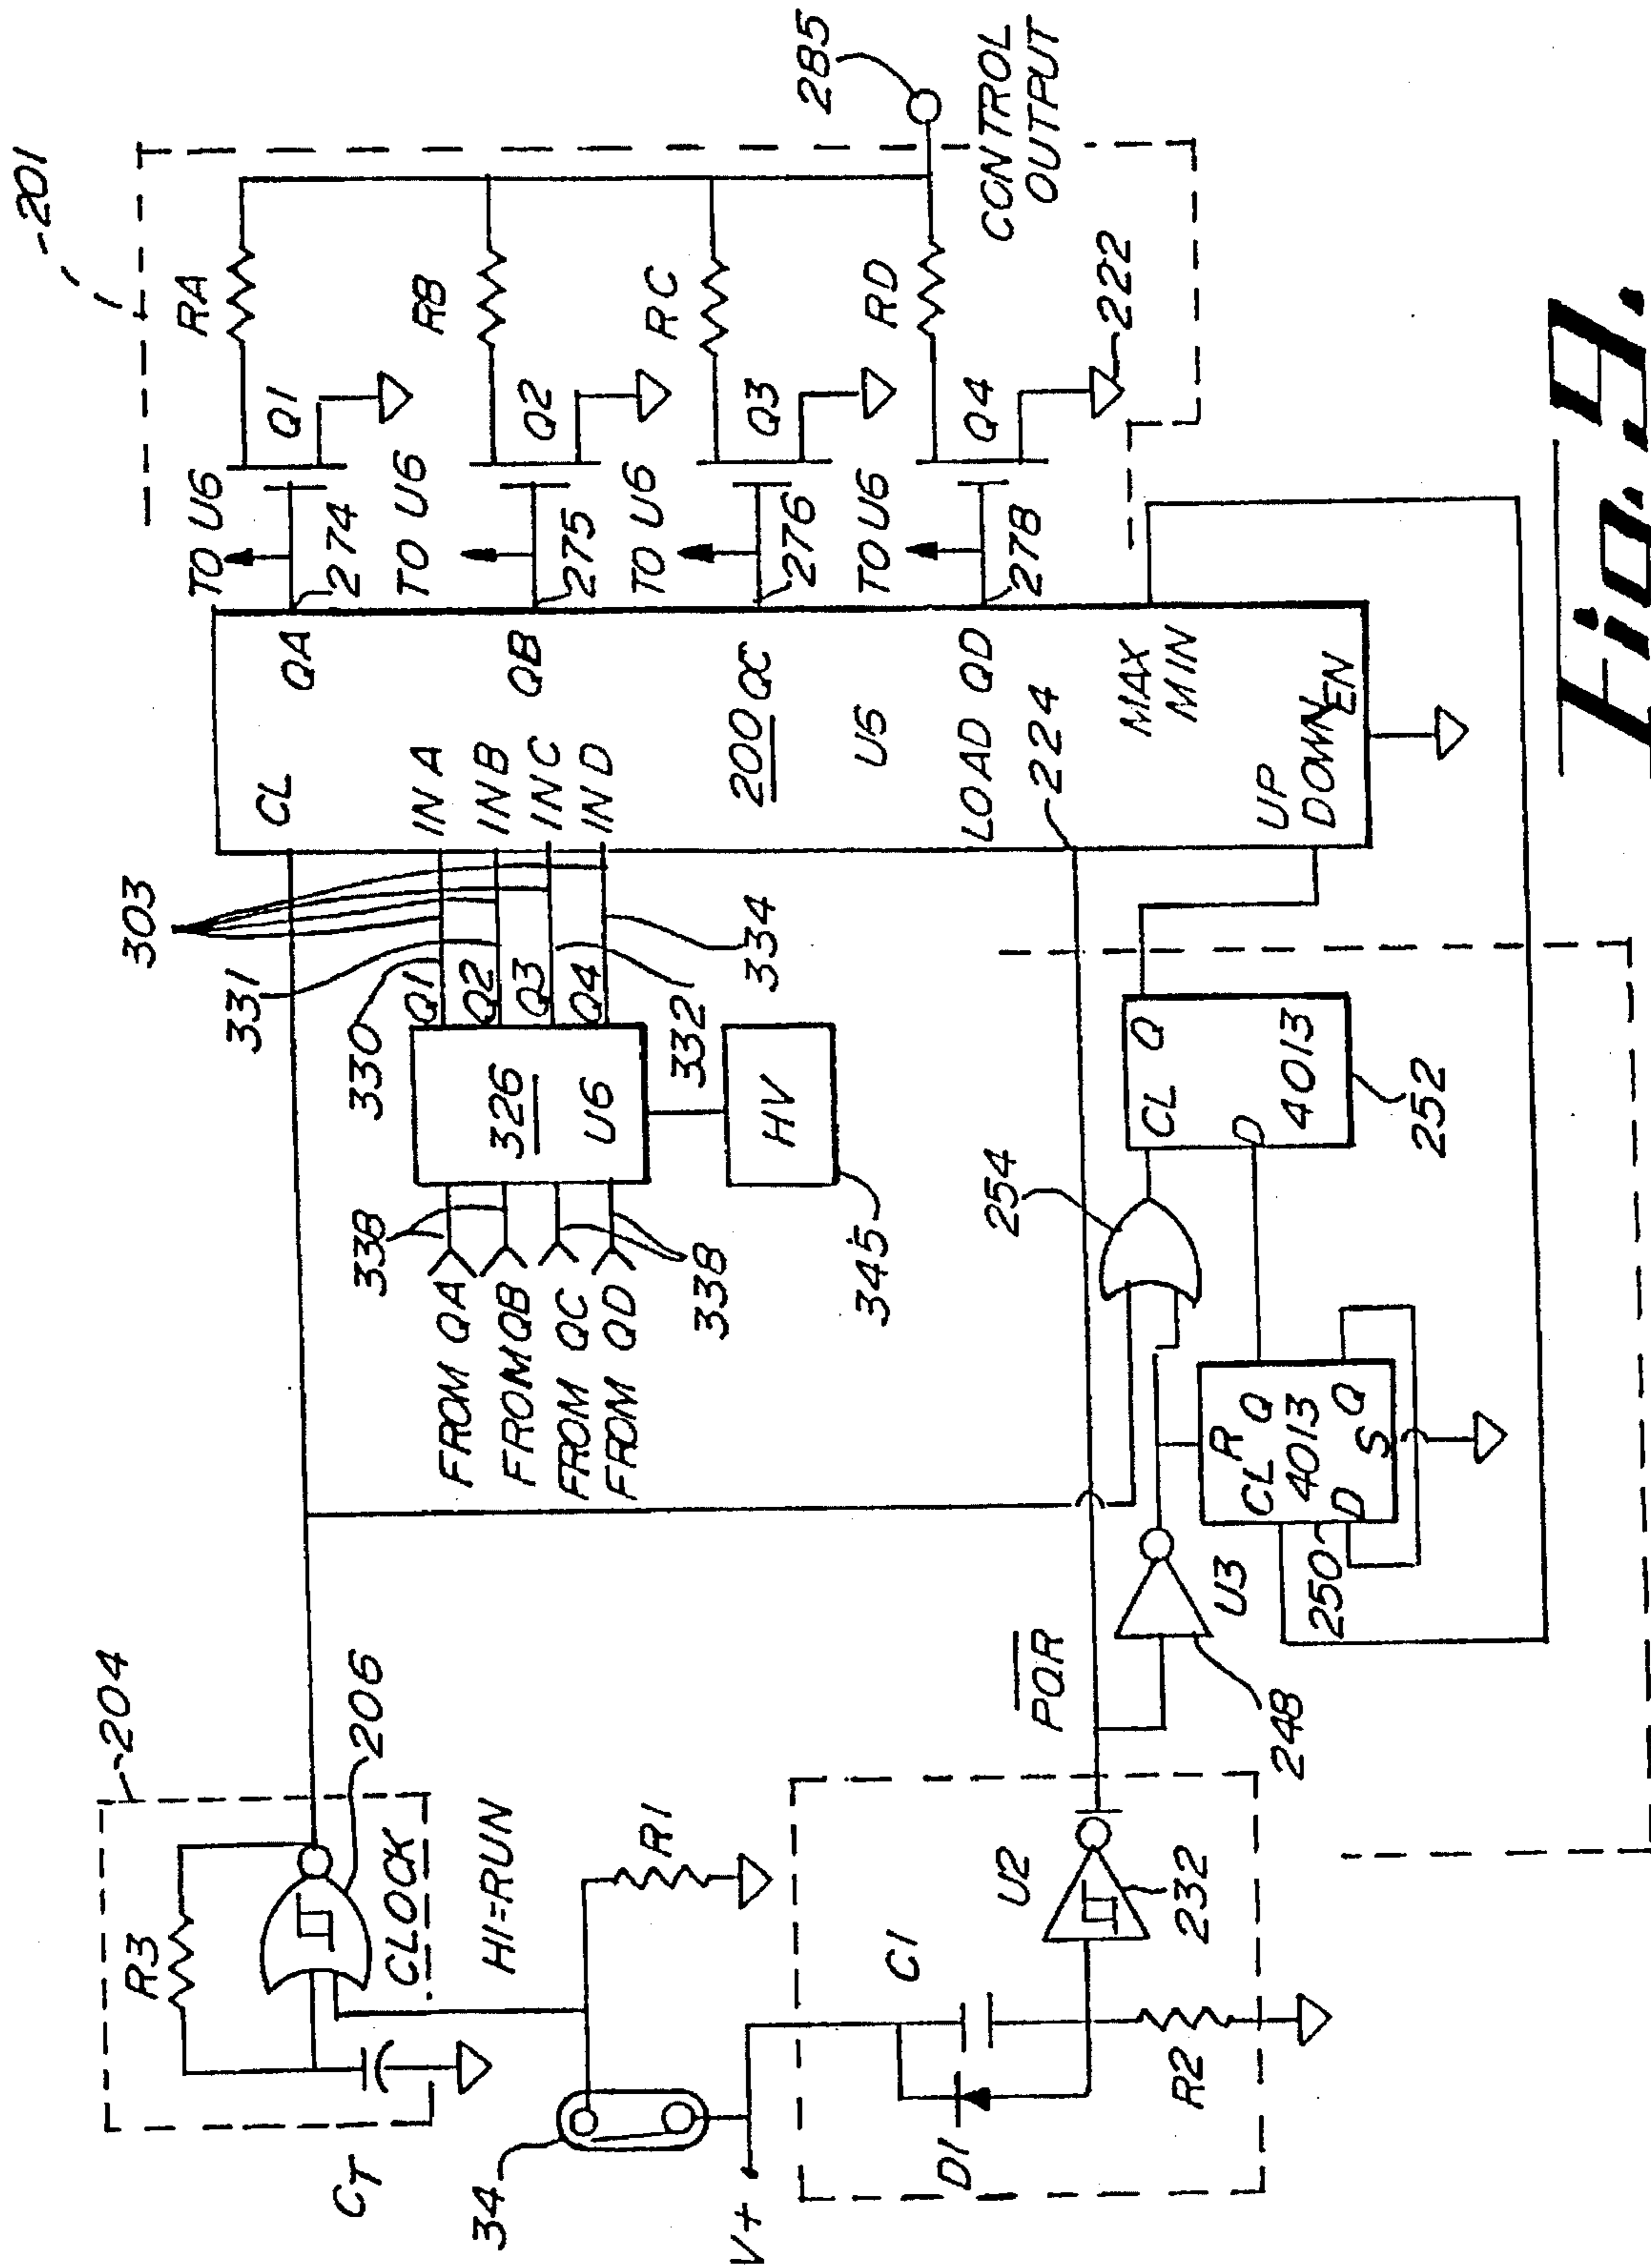 201
204
R3
206
CLOCK
CT
HI=RUN
R1
34
V+
C1
D1
R2
U2
232
PQR
248
U3
303
331
330
Q1
Q2
Q3
Q4
326
U6
332
334
338
FROM QA
FROM QB
FROM QC
FROM QD
338
HV
345
254
CL Q
D
4013
252
R
CL Q
4013
D S Q
250
CL
QA
IN A
IN B
IN C
IN D
QB
200
QC
U5
LOAD QD
224
MAX
MIN
UP
DOWN
EN
TO U6
274
TO U6
275
TO U6
276
TO U6
278
Q1
Q2
Q3
Q4
RA
RB
RC
RD
222
285
CONTROL
OUTPUT
Fig. 9.